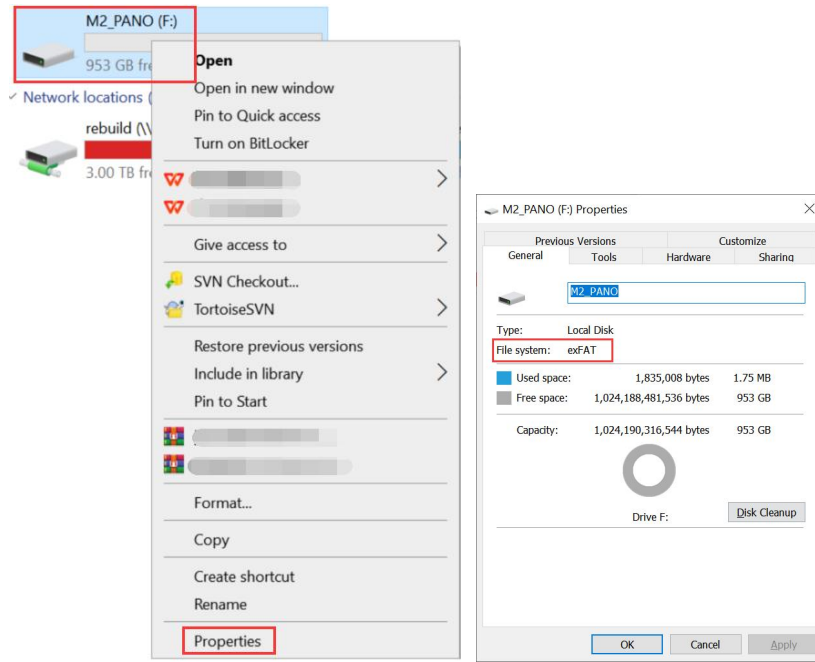 M2_PANO (F:)
953 GB fre
Network locations (
rebuild (\\
3.00 TB fre
Open
Open in new window
Pin to Quick access
Turn on BitLocker
Give access to
SVN Checkout...
TortoiseSVN
Restore previous versions
Include in library
Pin to Start
Format...
Copy
Create shortcut
Rename
Properties
M2_PANO (F:) Properties
Previous Versions Customize
General Tools Hardware Sharing
M2_PANO
Type: Local Disk
File system: exFAT
Used space: 1,835,008 bytes 1.75 MB
Free space: 1,024,188,481,536 bytes 953 GB
Capacity: 1,024,190,316,544 bytes 953 GB
Drive F: Disk Cleanup
OK Cancel Apply